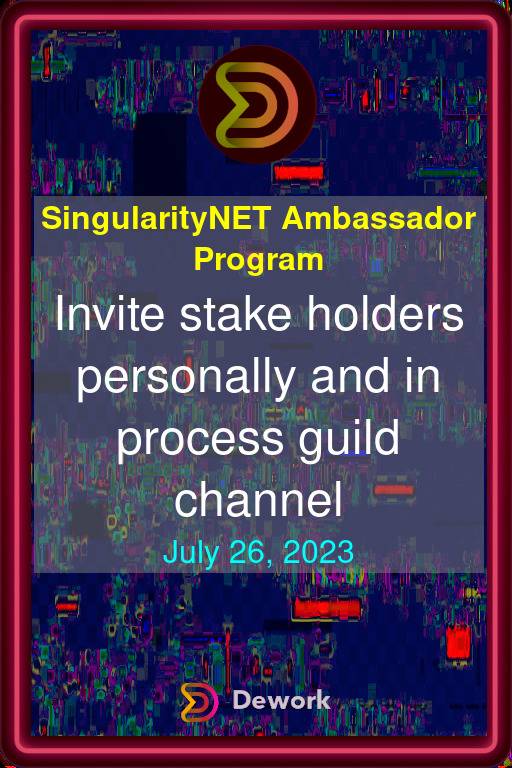 SingularityNET Ambassador
Program
Invite stake holders
personally and in
process guild
channel
July 26, 2023
Dework